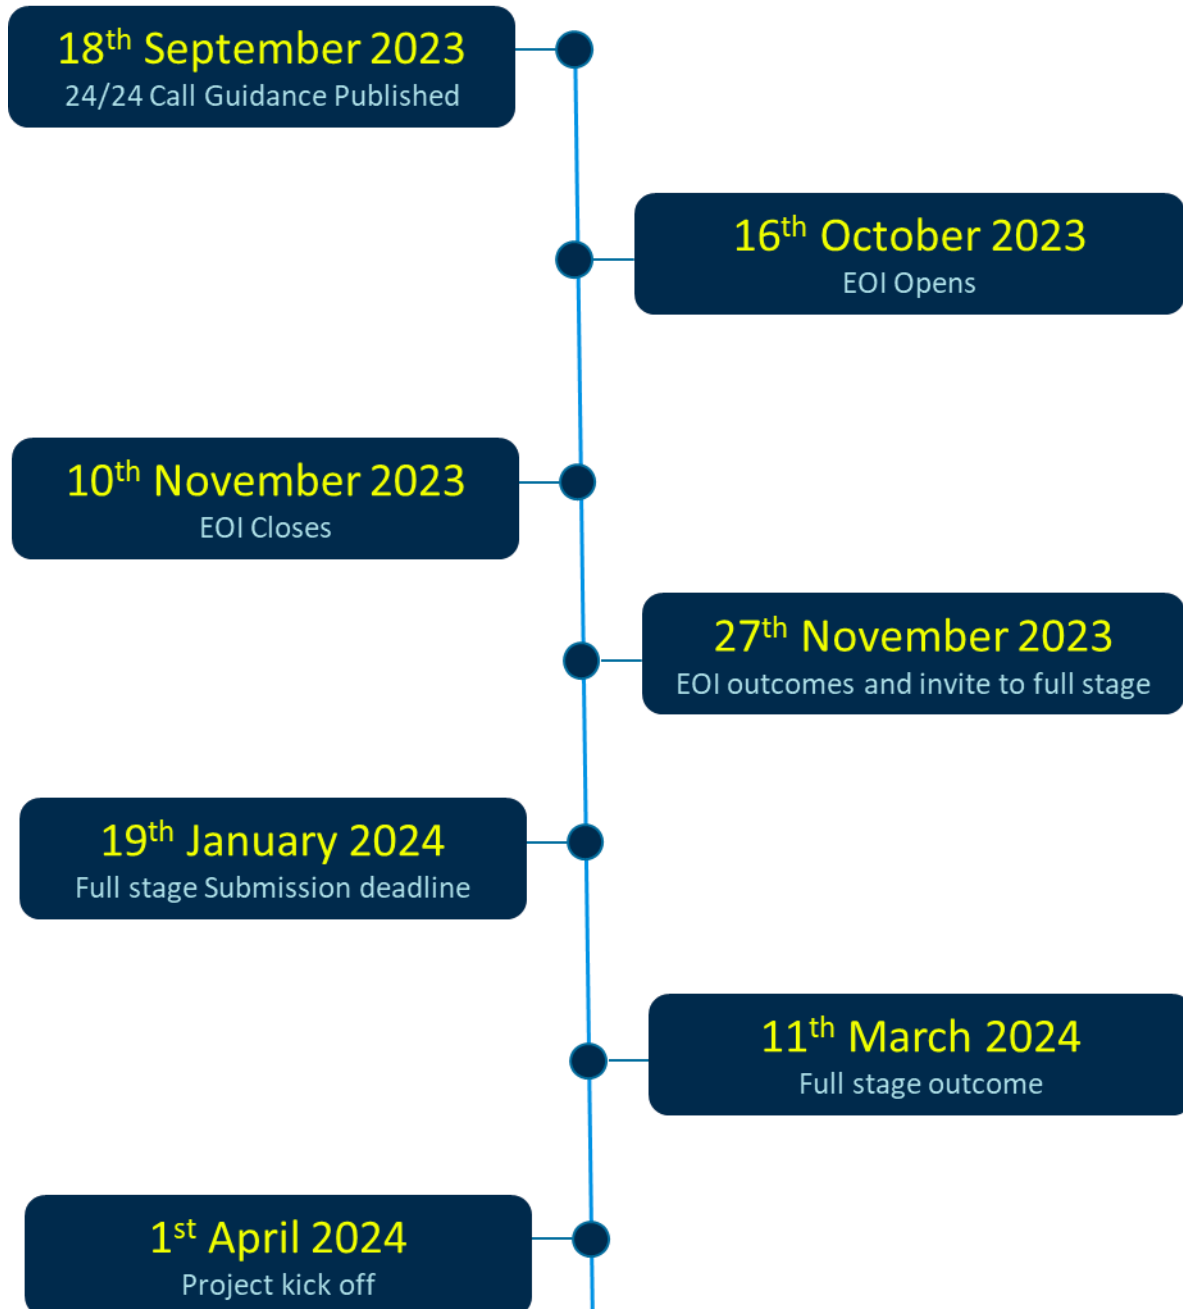 18th September 2023
24/24 Call Guidance Published
16th October 2023
EOI Opens
10th November 2023
EOI Closes
27th November 2023
EOI outcomes and invite to full stage
19th January 2024
Full stage Submission deadline
11th March 2024
Full stage outcome
1st April 2024
Project kick off